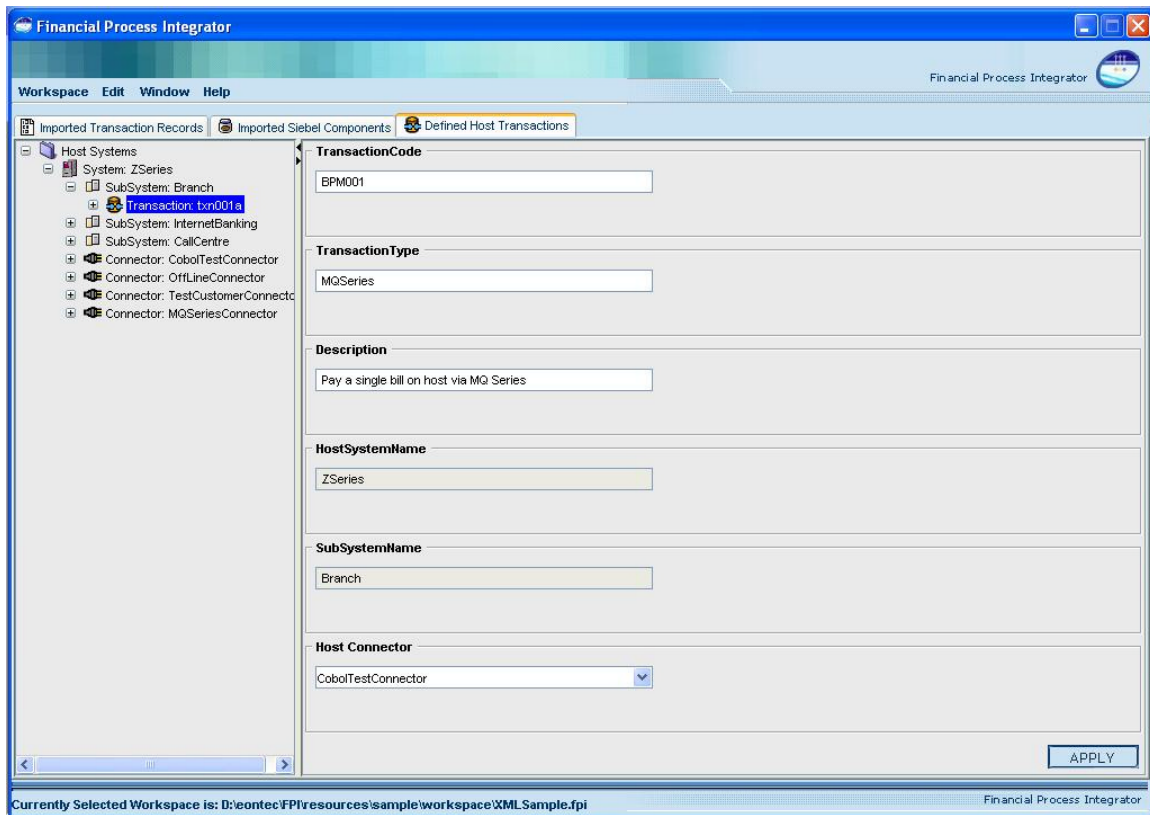 Financial Process Integrator
Financial Process Integrator
Workspace Edit Window Help
Imported Transaction Records Imported Siebel Components Defined Host Transactions
Host Systems
System: ZSeries
SubSystem: Branch
Transaction: txn001a
SubSystem: InternetBanking
SubSystem: CallCentre
Connector: CobolTestConnector
Connector: OffLineConnector
Connector: TestCustomerConnecto
Connector: MQSeriesConnector
TransactionCode
BPM001
TransactionType
MQSeries
Description
Pay a single bill on host via MQ Series
HostSystemName
ZSeries
SubSystemName
Branch
Host Connector
CobolTestConnector
APPLY
Currently Selected Workspace is: D:\eontec\FPI\resources\sample\workspace\XMLSample.fpi
Financial Process Integrator